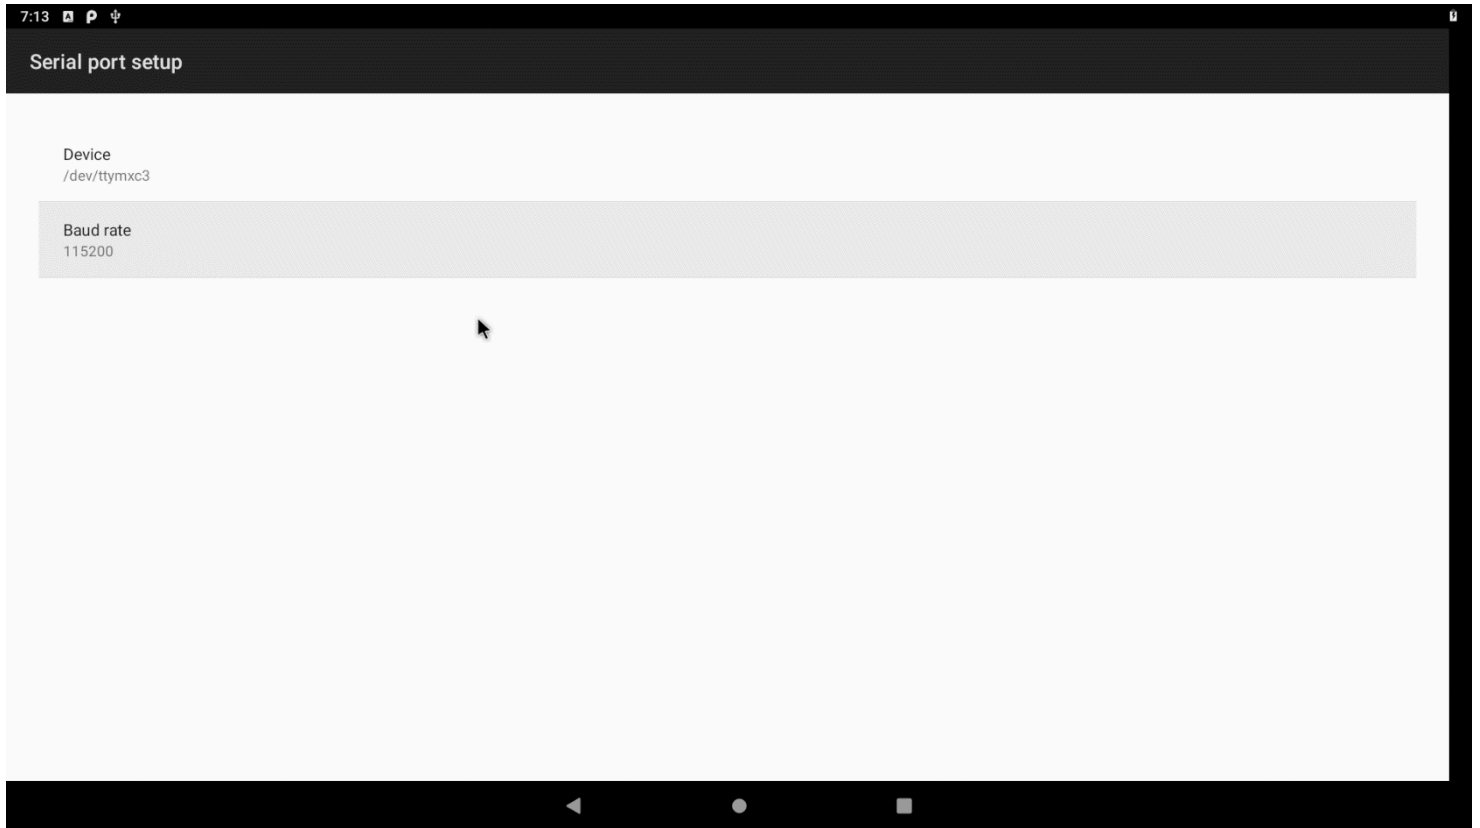 7:13
Serial port setup
Device
/dev/ttymxc3
Baud rate
115200